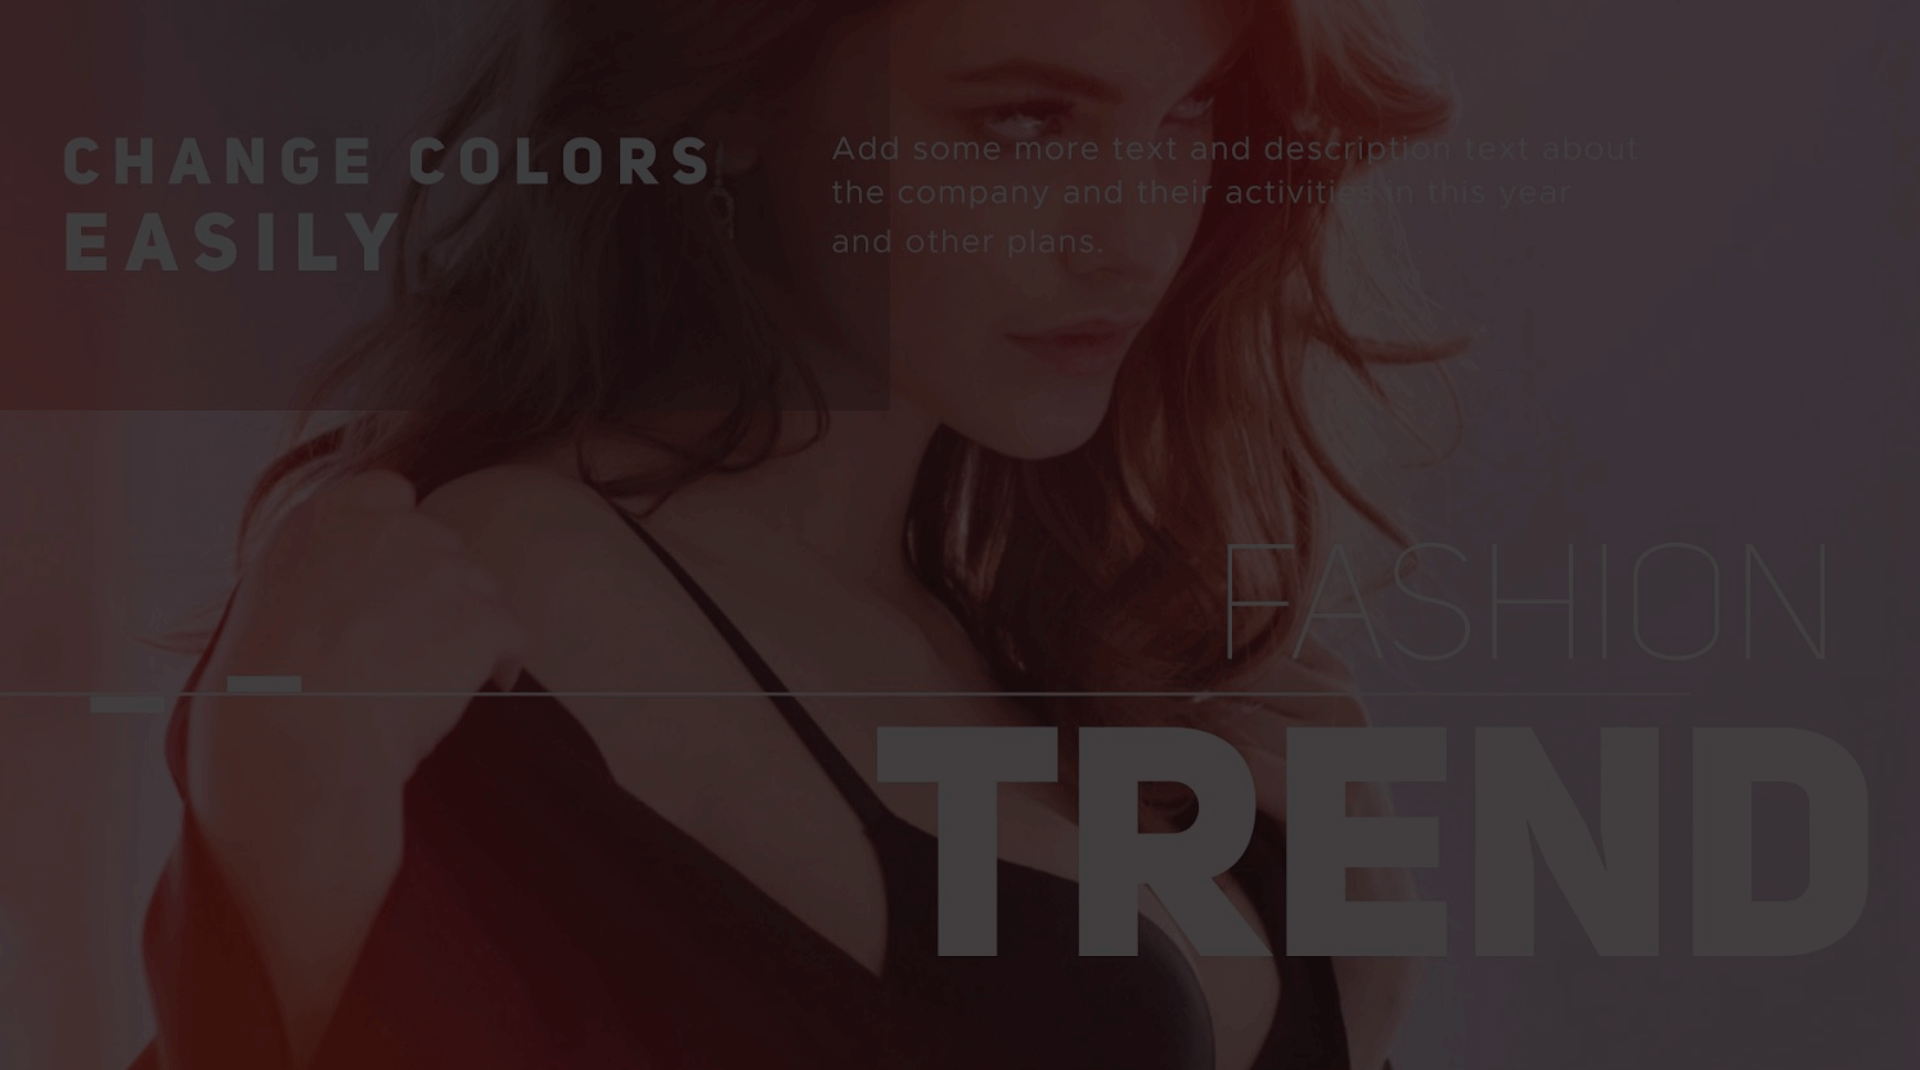 CHANGE COLORS
EASILY
Add some more text and description text about
the company and their activities in this year
and other plans.
FASHION
TREND